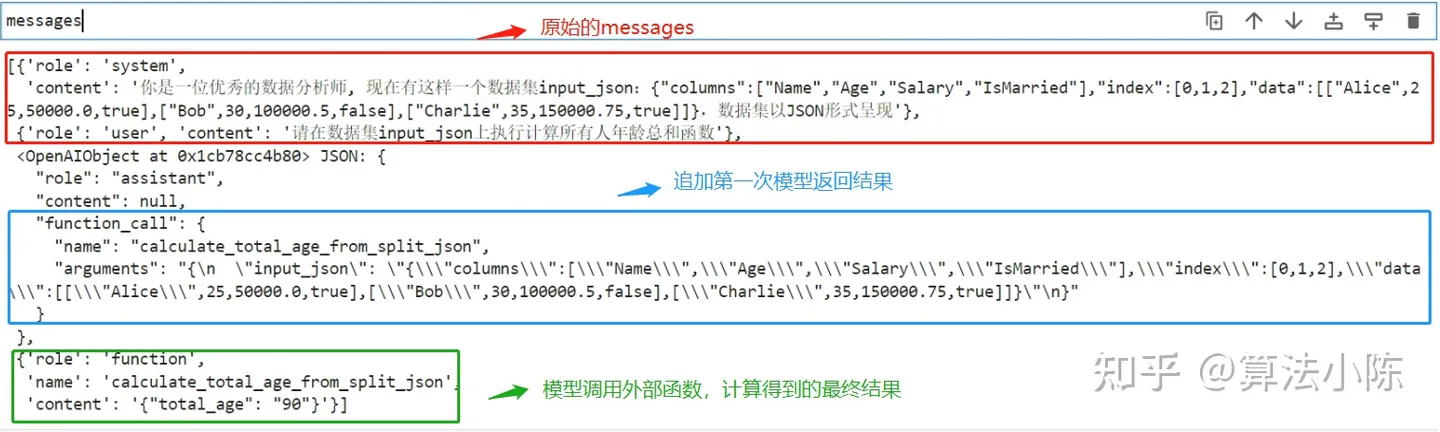 messages
原始的messages
[{'role': 'system',
'content': '你是一位优秀的数据分析师, 现在有这样一个数据集input_json: {"columns":["Name","Age","Salary","IsMarried"],"index":[0,1,2],"data":[["Alice",2
5,50000.0,true],["Bob",30,100000.5,false],["Charlie",35,150000.75,true]]}, 数据集以JSON形式呈现'},
{'role': 'user', 'content': '请在数据集input_json上执行计算所有人年龄总和函数'},
<OpenAIObject at 0x1cb78cc4b80> JSON: {
"role": "assistant",
追加第一次模型返回结果
"content": null,
"function_call": {
"name": "calculate_total_age_from_split_json",
"arguments": "{\n  \"input_json\": \"{\\\"columns\\\":[\\\"Name\\\",\\\"Age\\\",\\\"Salary\\\",\\\"IsMarried\\\"],\\\"index\\\":[0,1,2],\\\"data
\\\":[[\\\"Alice\\\",25,50000.0,true],[\\\"Bob\\\",30,100000.5,false],[\\\"Charlie\\\",35,150000.75,true]]}\"\n}"
}
},
{'role': 'function',
'name': 'calculate_total_age_from_split_json',
'content': '{"total_age": "90"}'}]
模型调用外部函数，计算得到的最终结果
知乎 @算法小陈